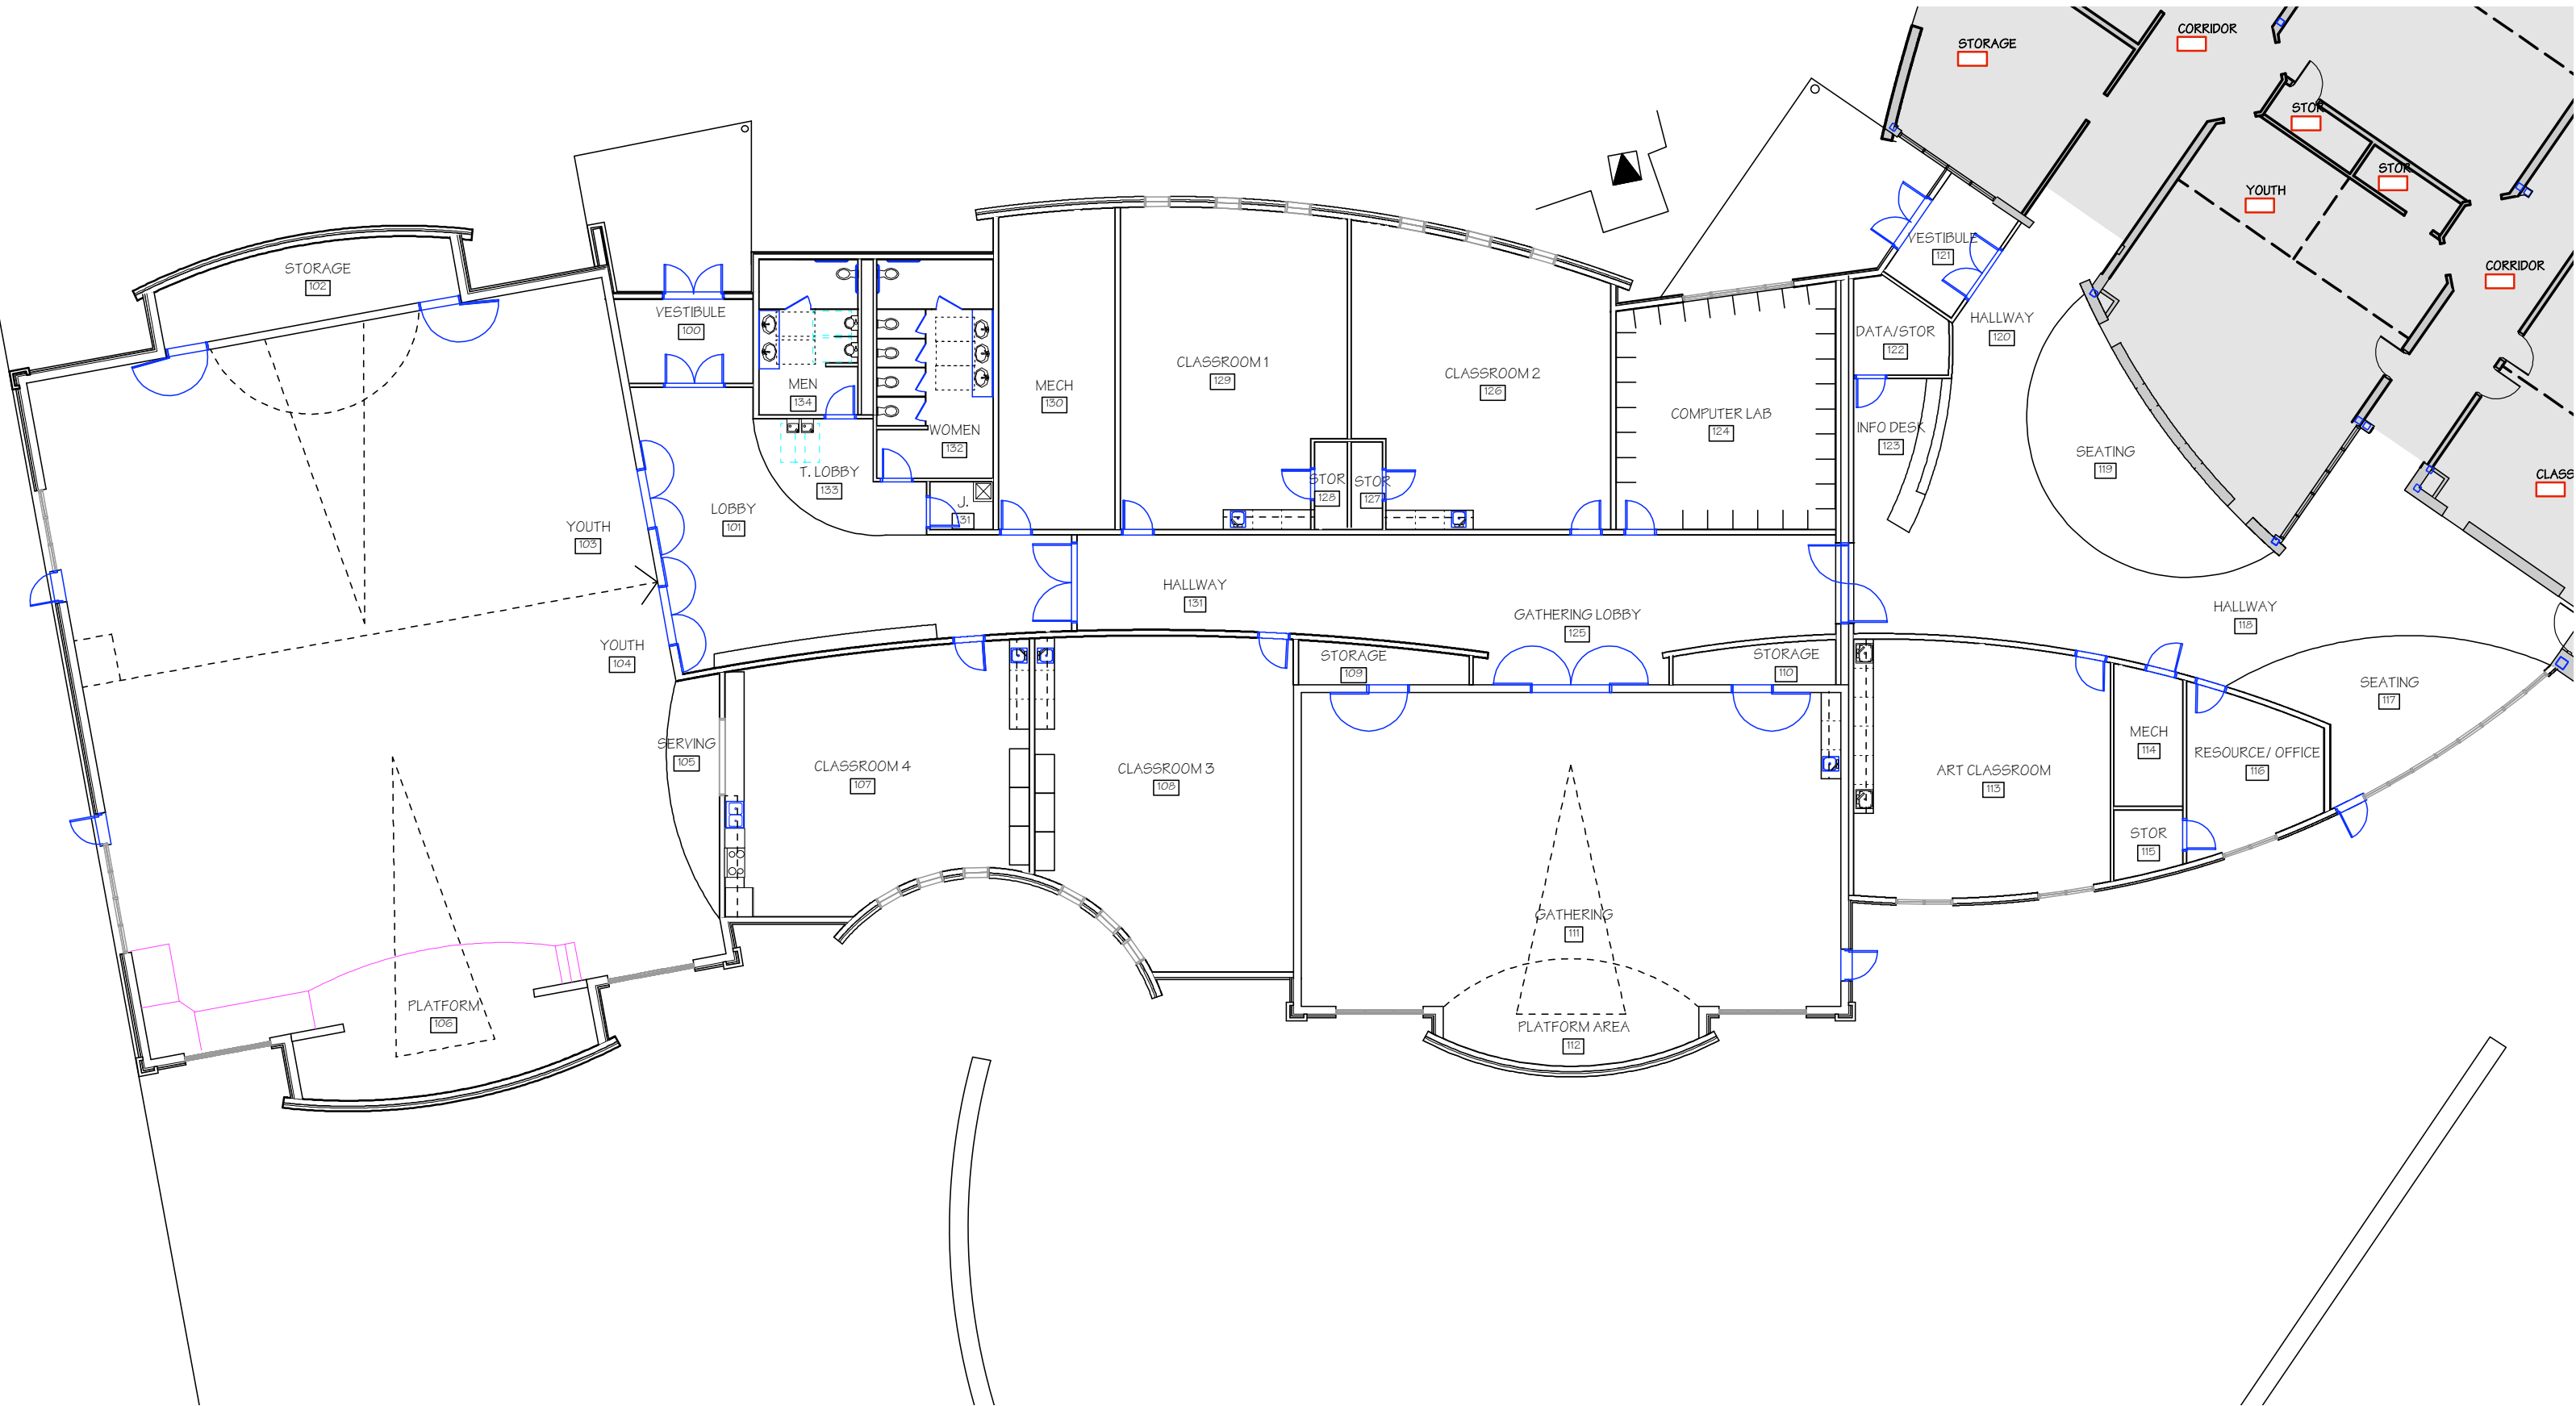 STORAGE
CORRIDOR
STOR
STOR
YOUTH
CORRIDOR
CLASS
STORAGE
102
VESTIBULE
100
VESTIBULE
121
HALLWAY
120
DATA/STOR
122
MEN
134
WOMEN
132
MECH
130
CLASSROOM 1
129
CLASSROOM 2
126
COMPUTER LAB
124
INFO DESK
123
SEATING
119
T. LOBBY
133
STOR
128
STOR
127
J.
131
LOBBY
101
YOUTH
103
HALLWAY
131
GATHERING LOBBY
125
HALLWAY
118
YOUTH
104
STORAGE
109
STORAGE
110
SEATING
117
SERVING
105
CLASSROOM 4
107
CLASSROOM 3
108
ART CLASSROOM
113
MECH
114
RESOURCE/ OFFICE
116
STOR
115
GATHERING
111
PLATFORM
106
PLATFORM AREA
112